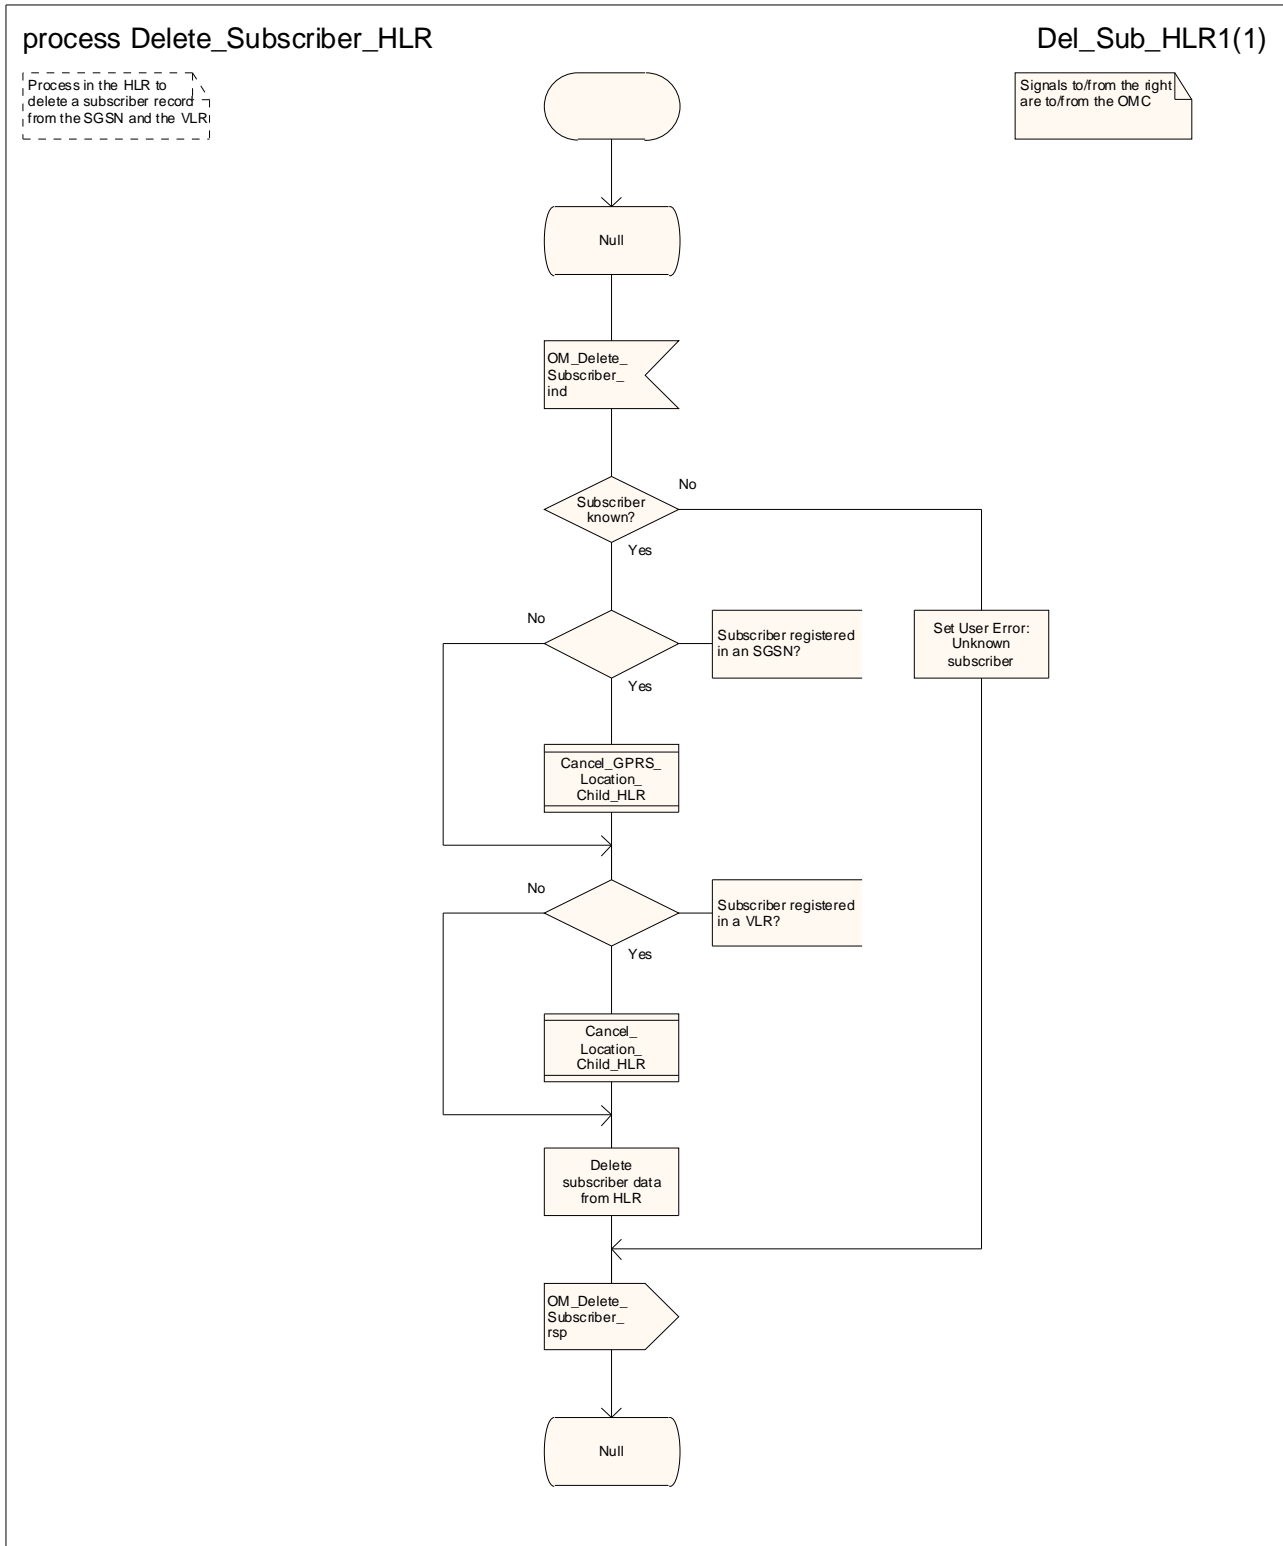 process Delete_Subscriber_HLR
Del_Sub_HLR1(1)
Process in the HLR to
delete a subscriber record
from the SGSN and the VLR
Signals to/from the right
are to/from the OMC
Null
OM_Delete_
Subscriber_
ind
Subscriber
known?
No
Yes
No
Subscriber registered
in an SGSN?
Set User Error:
Unknown
subscriber
Yes
Cancel_GPRS_
Location_
Child_HLR
No
Subscriber registered
in a VLR?
Yes
Cancel_
Location_
Child_HLR
Delete
subscriber data
from HLR
OM_Delete_
Subscriber_
rsp
Null